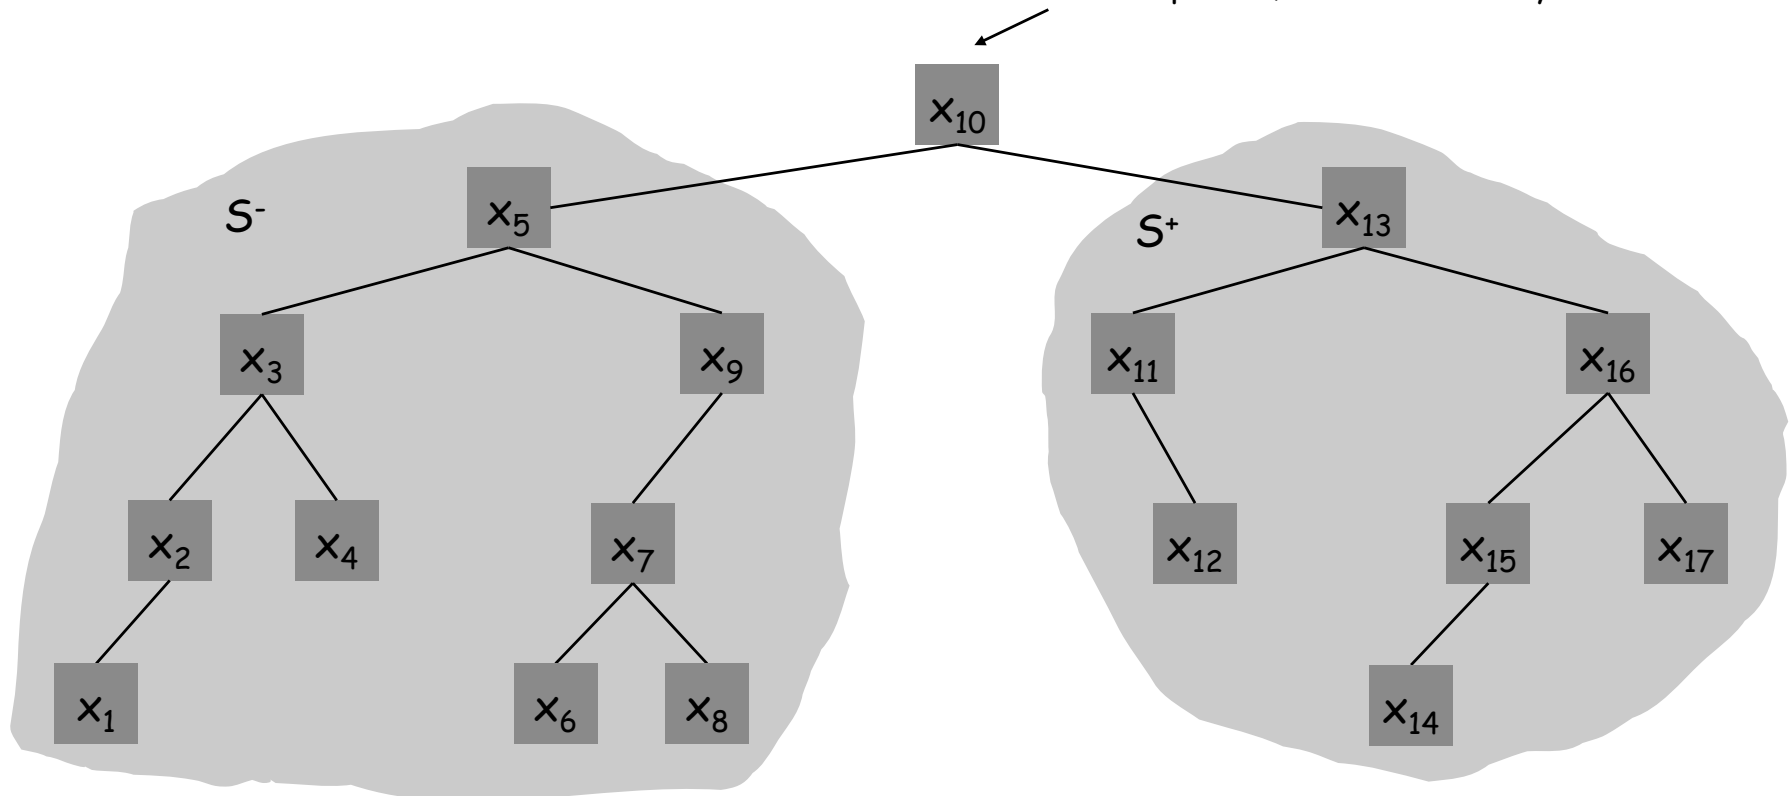 x₁₀
S⁻ x₅ S⁺ x₁₃
x₃ x₉ x₁₁ x₁₆
x₂ x₄ x₇ x₁₂ x₁₅ x₁₇
x₁ x₆ x₈ x₁₄